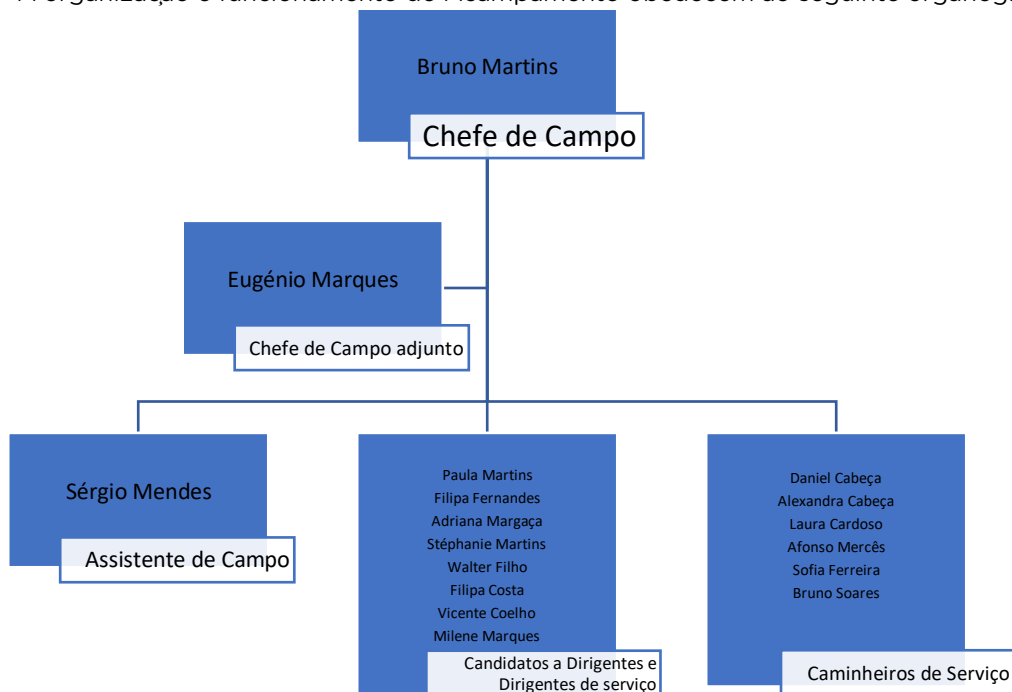 Bruno Martins
Chefe de Campo
Eugénio Marques
Chefe de Campo adjunto
Sérgio Mendes
Assistente de Campo
Paula Martins
Filipa Fernandes
Adriana Margaça
Stéphanie Martins
Walter Filho
Filipa Costa
Vicente Coelho
Milene Marques
Candidatos a Dirigentes e
Dirigentes de serviço
Daniel Cabeça
Alexandra Cabeça
Laura Cardoso
Afonso Mercês
Sofia Ferreira
Bruno Soares
Caminheiros de Serviço